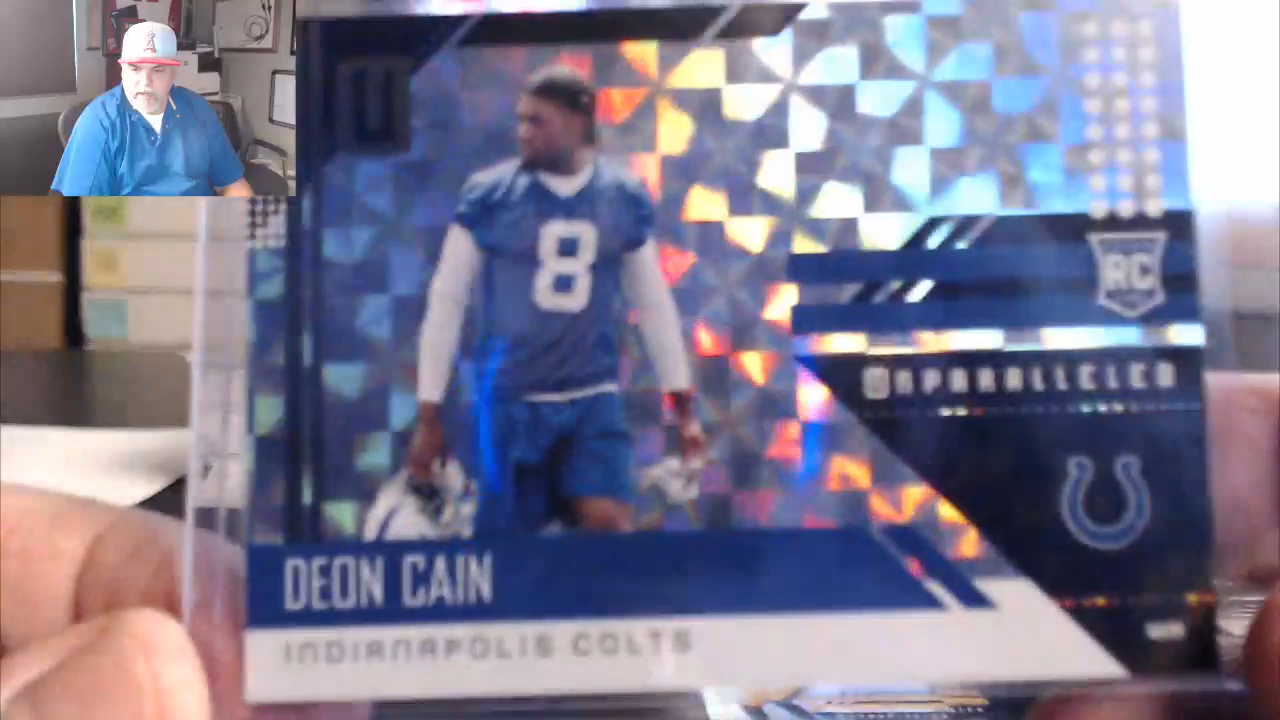 A
8
RC
UNPARALLELED
DEON CAIN
INDIANAPOLIS COLTS